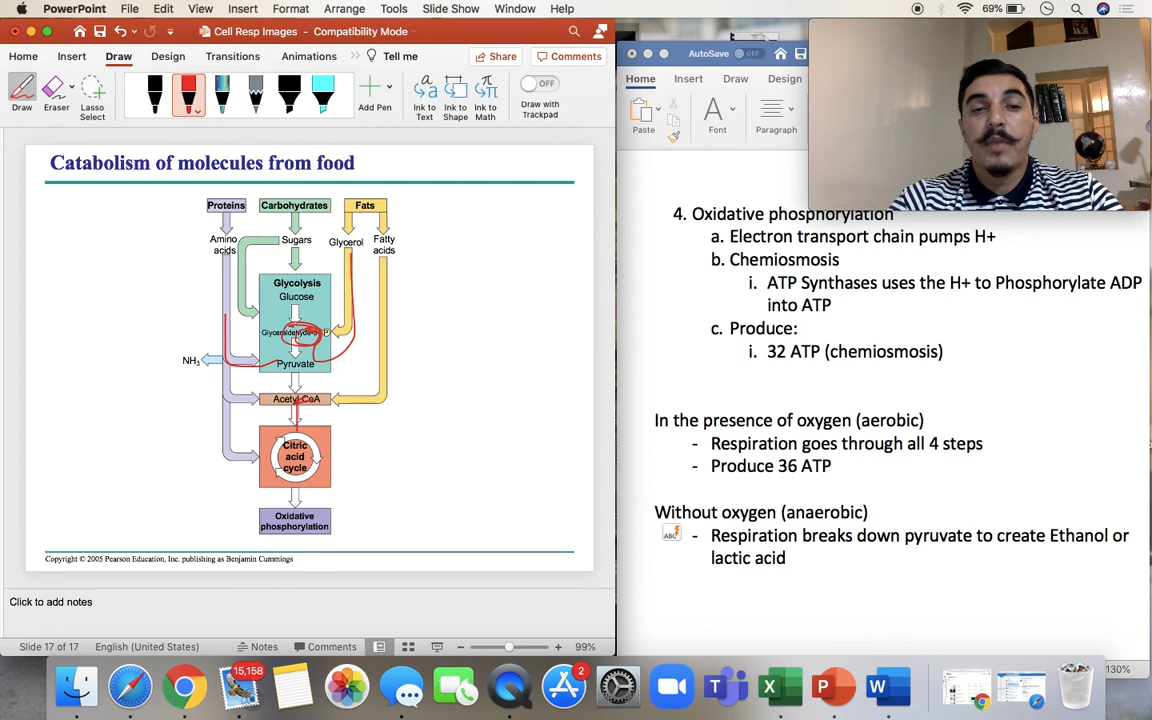 PowerPoint File Edit View Insert Format Arrange Tools Slide Show Window Help 69%
Cell Resp Images - Compatibility Mode
Home Insert Draw Design Transitions Animations Tell me Share Comments
Draw Eraser Lasso Select Add Pen Ink to Text Ink to Shape Ink to Math OFF Draw with Trackpad
Catabolism of molecules from food
Proteins Carbohydrates Fats
Amino acids Sugars Glycerol Fatty acids
Glycolysis
Glucose
P
NH3 Pyruvate
Acetyl CoA
Citric
acid
cycle
Oxidative
phosphorylation
Copyright © 2005 Pearson Education, Inc. publishing as Benjamin Cummings
Click to add notes
Slide 17 of 17 English (United States) Notes Comments 99%
AutoSave OFF
Home Insert Draw Design
Paste Font Paragraph
4. Oxidative phosphorylation
a. Electron transport chain pumps H+
b. Chemiosmosis
i. ATP Synthases uses the H+ to Phosphorylate ADP
into ATP
c. Produce:
i. 32 ATP (chemiosmosis)
In the presence of oxygen (aerobic)
- Respiration goes through all 4 steps
- Produce 36 ATP
Without oxygen (anaerobic)
ABC
- Respiration breaks down pyruvate to create Ethanol or
lactic acid
130%
15,158 2